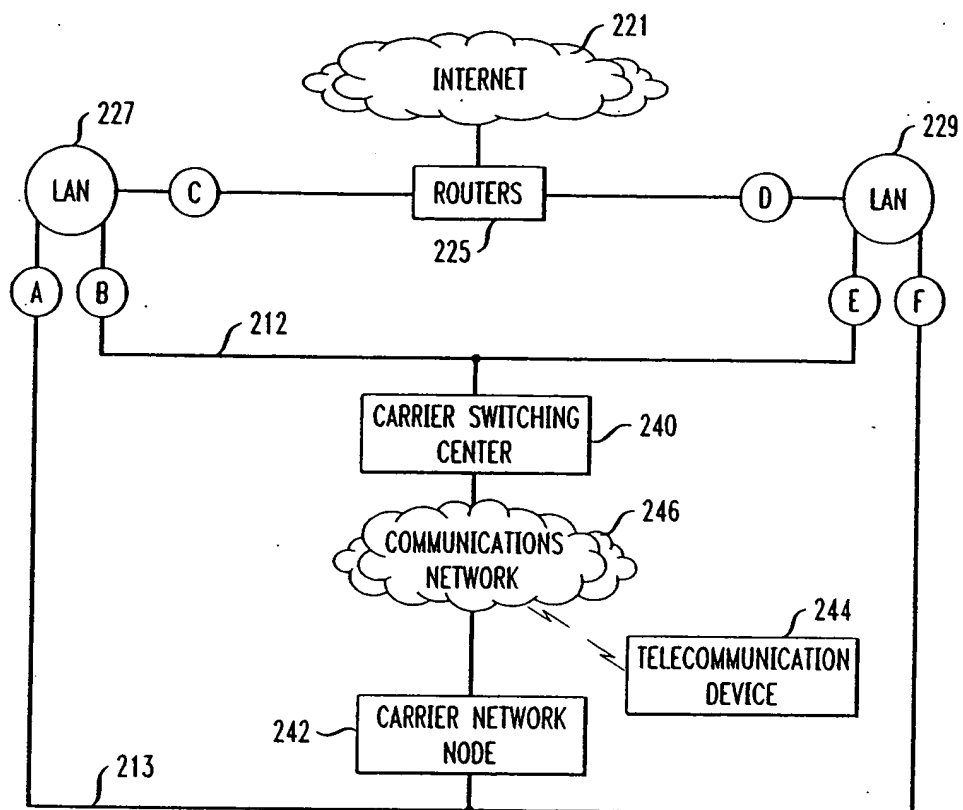 221
INTERNET
227
229
LAN
C
ROUTERS
D
LAN
225
A
B
E
F
212
CARRIER SWITCHING
CENTER
240
246
COMMUNICATIONS
NETWORK
244
TELECOMMUNICATION
DEVICE
242
CARRIER NETWORK
NODE
213